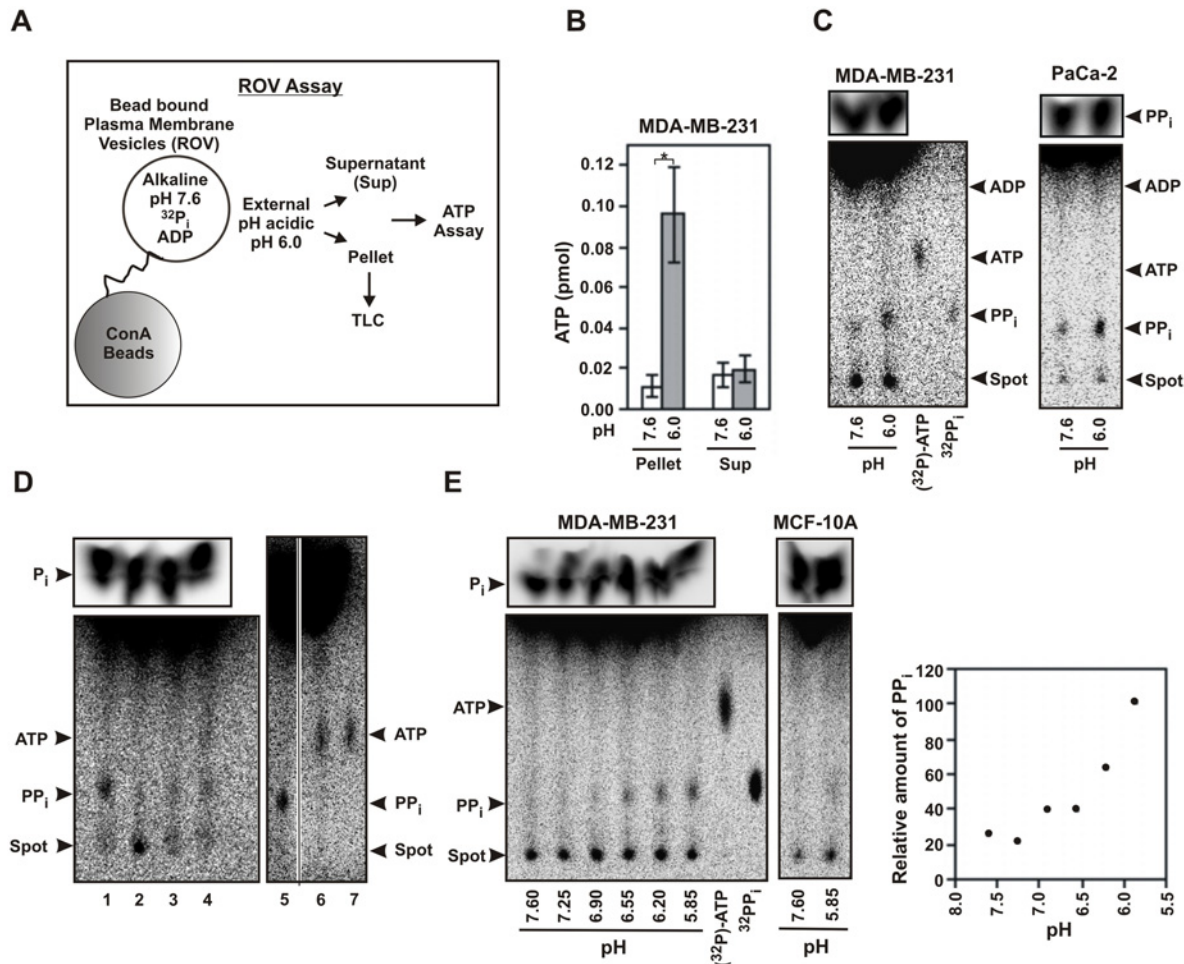 A
ROV Assay
Bead bound
Plasma Membrane
Vesicles (ROV)
Alkaline
pH 7.6
³²Pᵢ
ADP
ConA
Beads
External
pH acidic
pH 6.0
Supernatant
(Sup)
Pellet
TLC
ATP
Assay
B
MDA-MB-231
ATP (pmol)
0.12
0.10
0.08
0.06
0.04
0.02
0.00
*
pH
7.6
6.0
7.6
6.0
Pellet
Sup
C
MDA-MB-231
PaCa-2
PPᵢ
ADP
ATP
PPᵢ
Spot
ADP
ATP
PPᵢ
Spot
7.6
6.0
(³²P)-ATP
³²PPᵢ
pH
7.6
6.0
pH
D
Pᵢ
ATP
PPᵢ
Spot
ATP
PPᵢ
Spot
1 2 3 4 5 6 7
E
MDA-MB-231
MCF-10A
Pᵢ
ATP
PPᵢ
Spot
7.60
7.25
6.90
6.55
6.20
5.85
(³²P)-ATP
³²PPᵢ
pH
7.60
5.85
pH
Relative amount of PPᵢ
120
100
80
60
40
20
0
8.0 7.5 7.0 6.5 6.0 5.5
pH